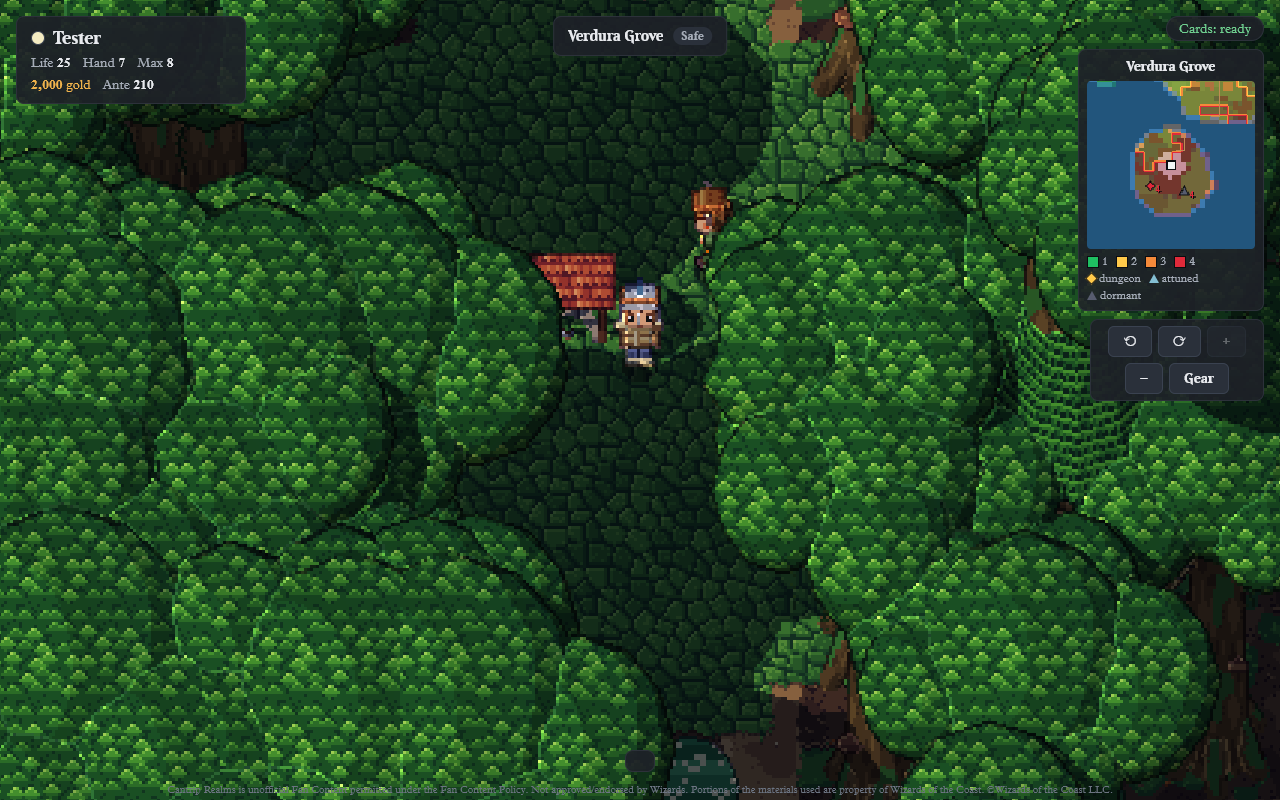 Tester
Life 25 Hand 7 Max 8
2,000 gold Ante 210
Verdura Grove Safe
Cards: ready
Verdura Grove
1 2 3 4
dungeon attuned
dormant
+
− Gear
Realms is unofficial Fan Content permitted under the Fan Content Policy. Not approved/endorsed by Wizards. Portions of the materials used are property of Wizards of the Coast. ©Wizards of the Coast LLC.